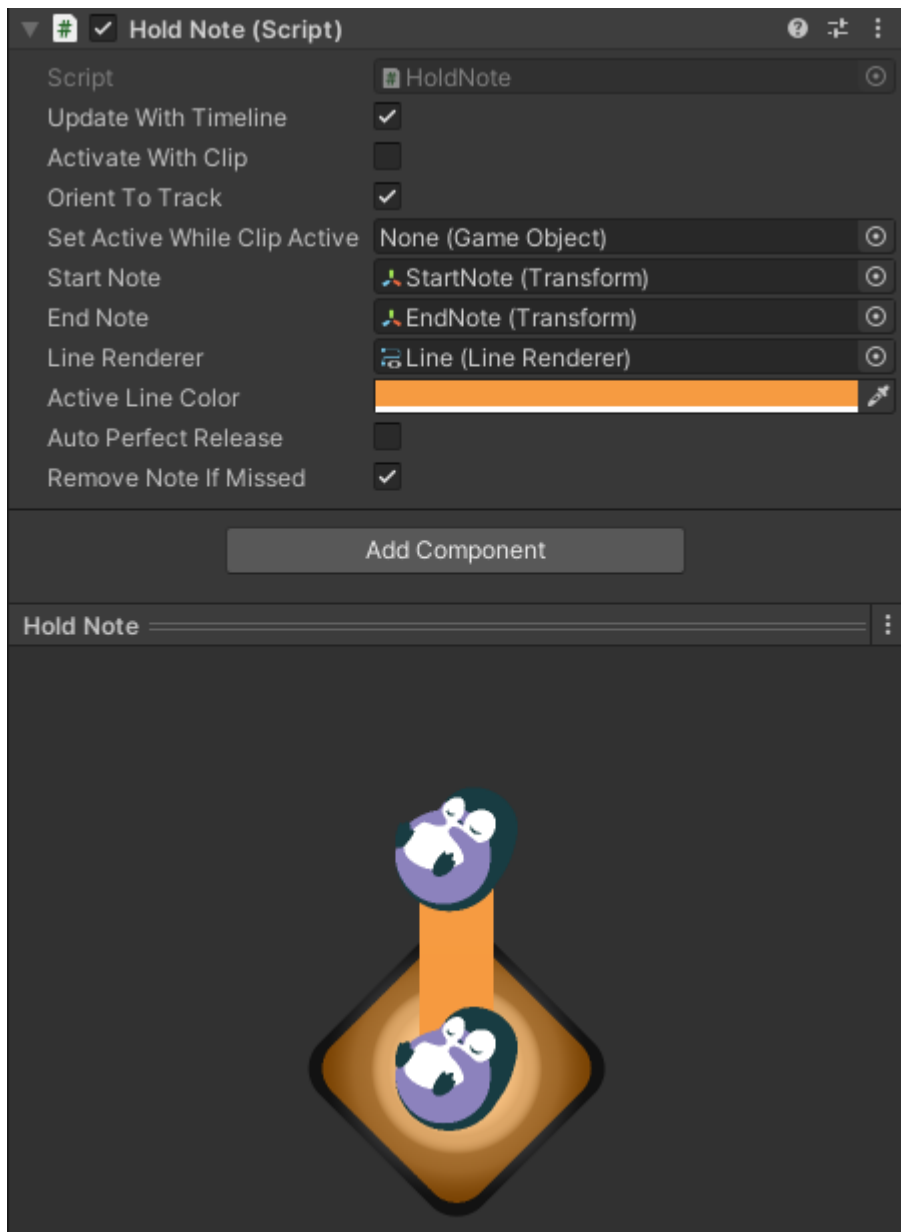 Hold Note (Script)
Script HoldNote
Update With Timeline
Activate With Clip
Orient To Track
Set Active While Clip Active None (Game Object)
Start Note StartNote (Transform)
End Note EndNote (Transform)
Line Renderer Line (Line Renderer)
Active Line Color
Auto Perfect Release
Remove Note If Missed
Add Component
Hold Note